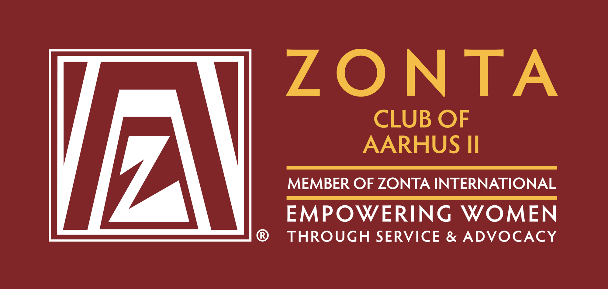 ZONTA
CLUB OF
AARHUS II
MEMBER OF ZONTA INTERNATIONAL
EMPOWERING WOMEN
THROUGH SERVICE & ADVOCACY
Z
®